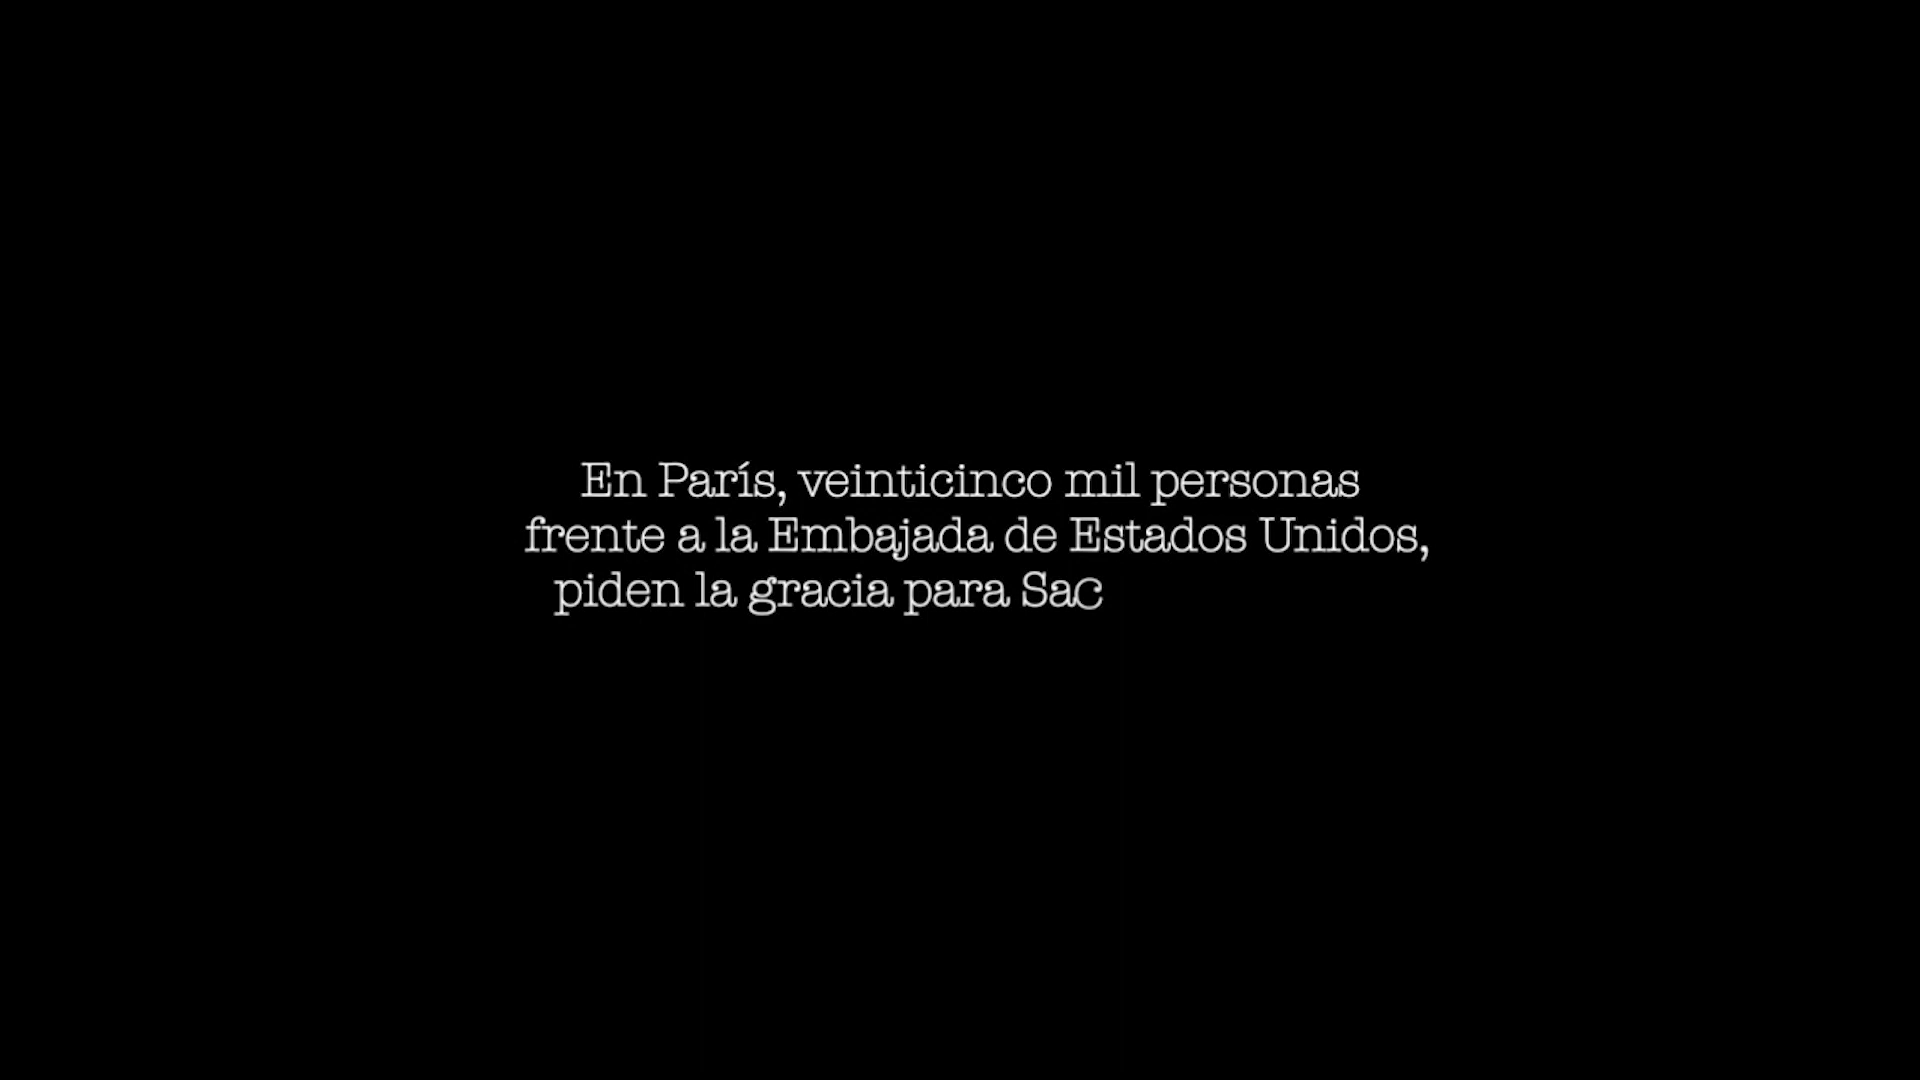 En París, veinticinco mil personas
frente a la Embajada de Estados Unidos,
piden la gracia para Sac